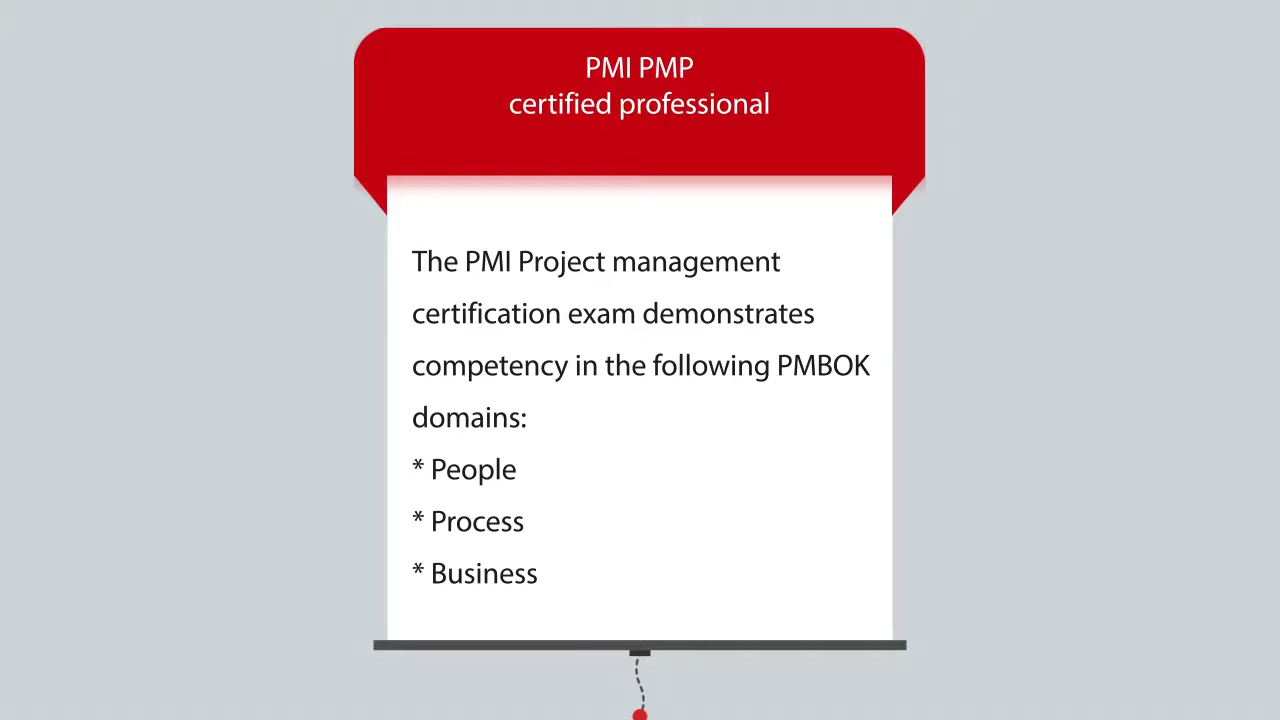 PMI PMP
certified professional
The PMI Project management
certification exam demonstrates
competency in the following PMBOK
domains:
* People
* Process
* Business